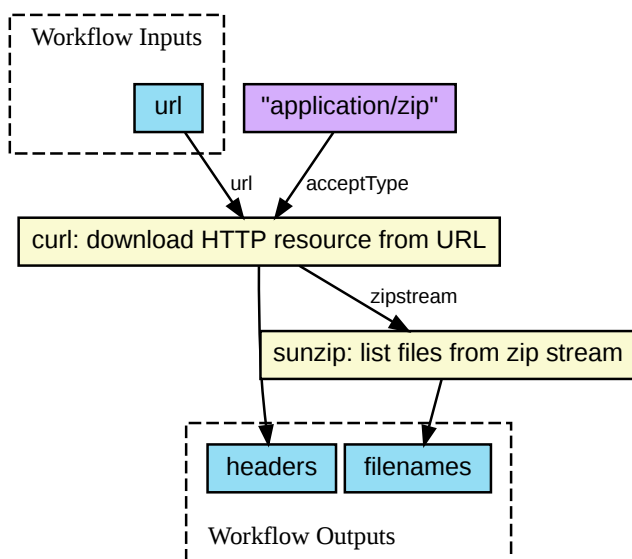 Workflow Inputs
url
"application/zip"
url
acceptType
curl: download HTTP resource from URL
zipstream
sunzip: list files from zip stream
headers
filenames
Workflow Outputs